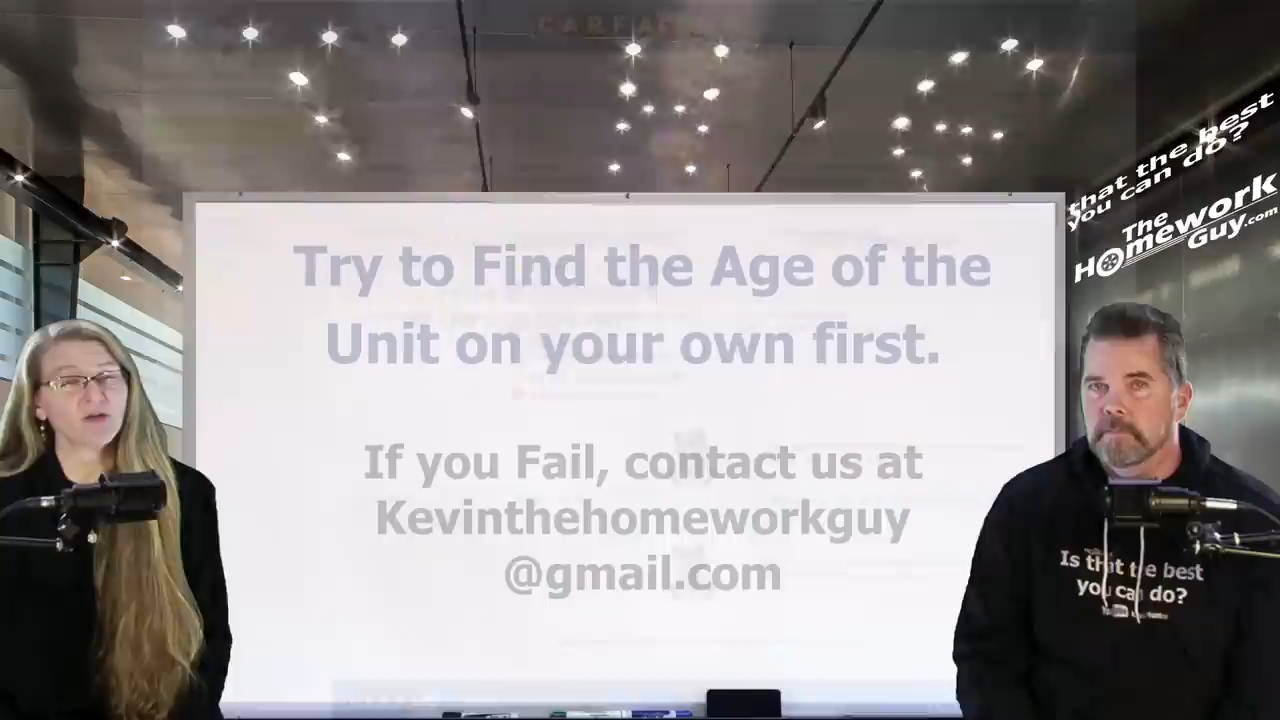 CARFAX
that the best
you can do?
The
Homework
Guy.com
Try to Find the Age of the
Unit on your own first.
If you Fail, contact us at
Kevinthehomeworkguy
@gmail.com
Is that the best
you can do?